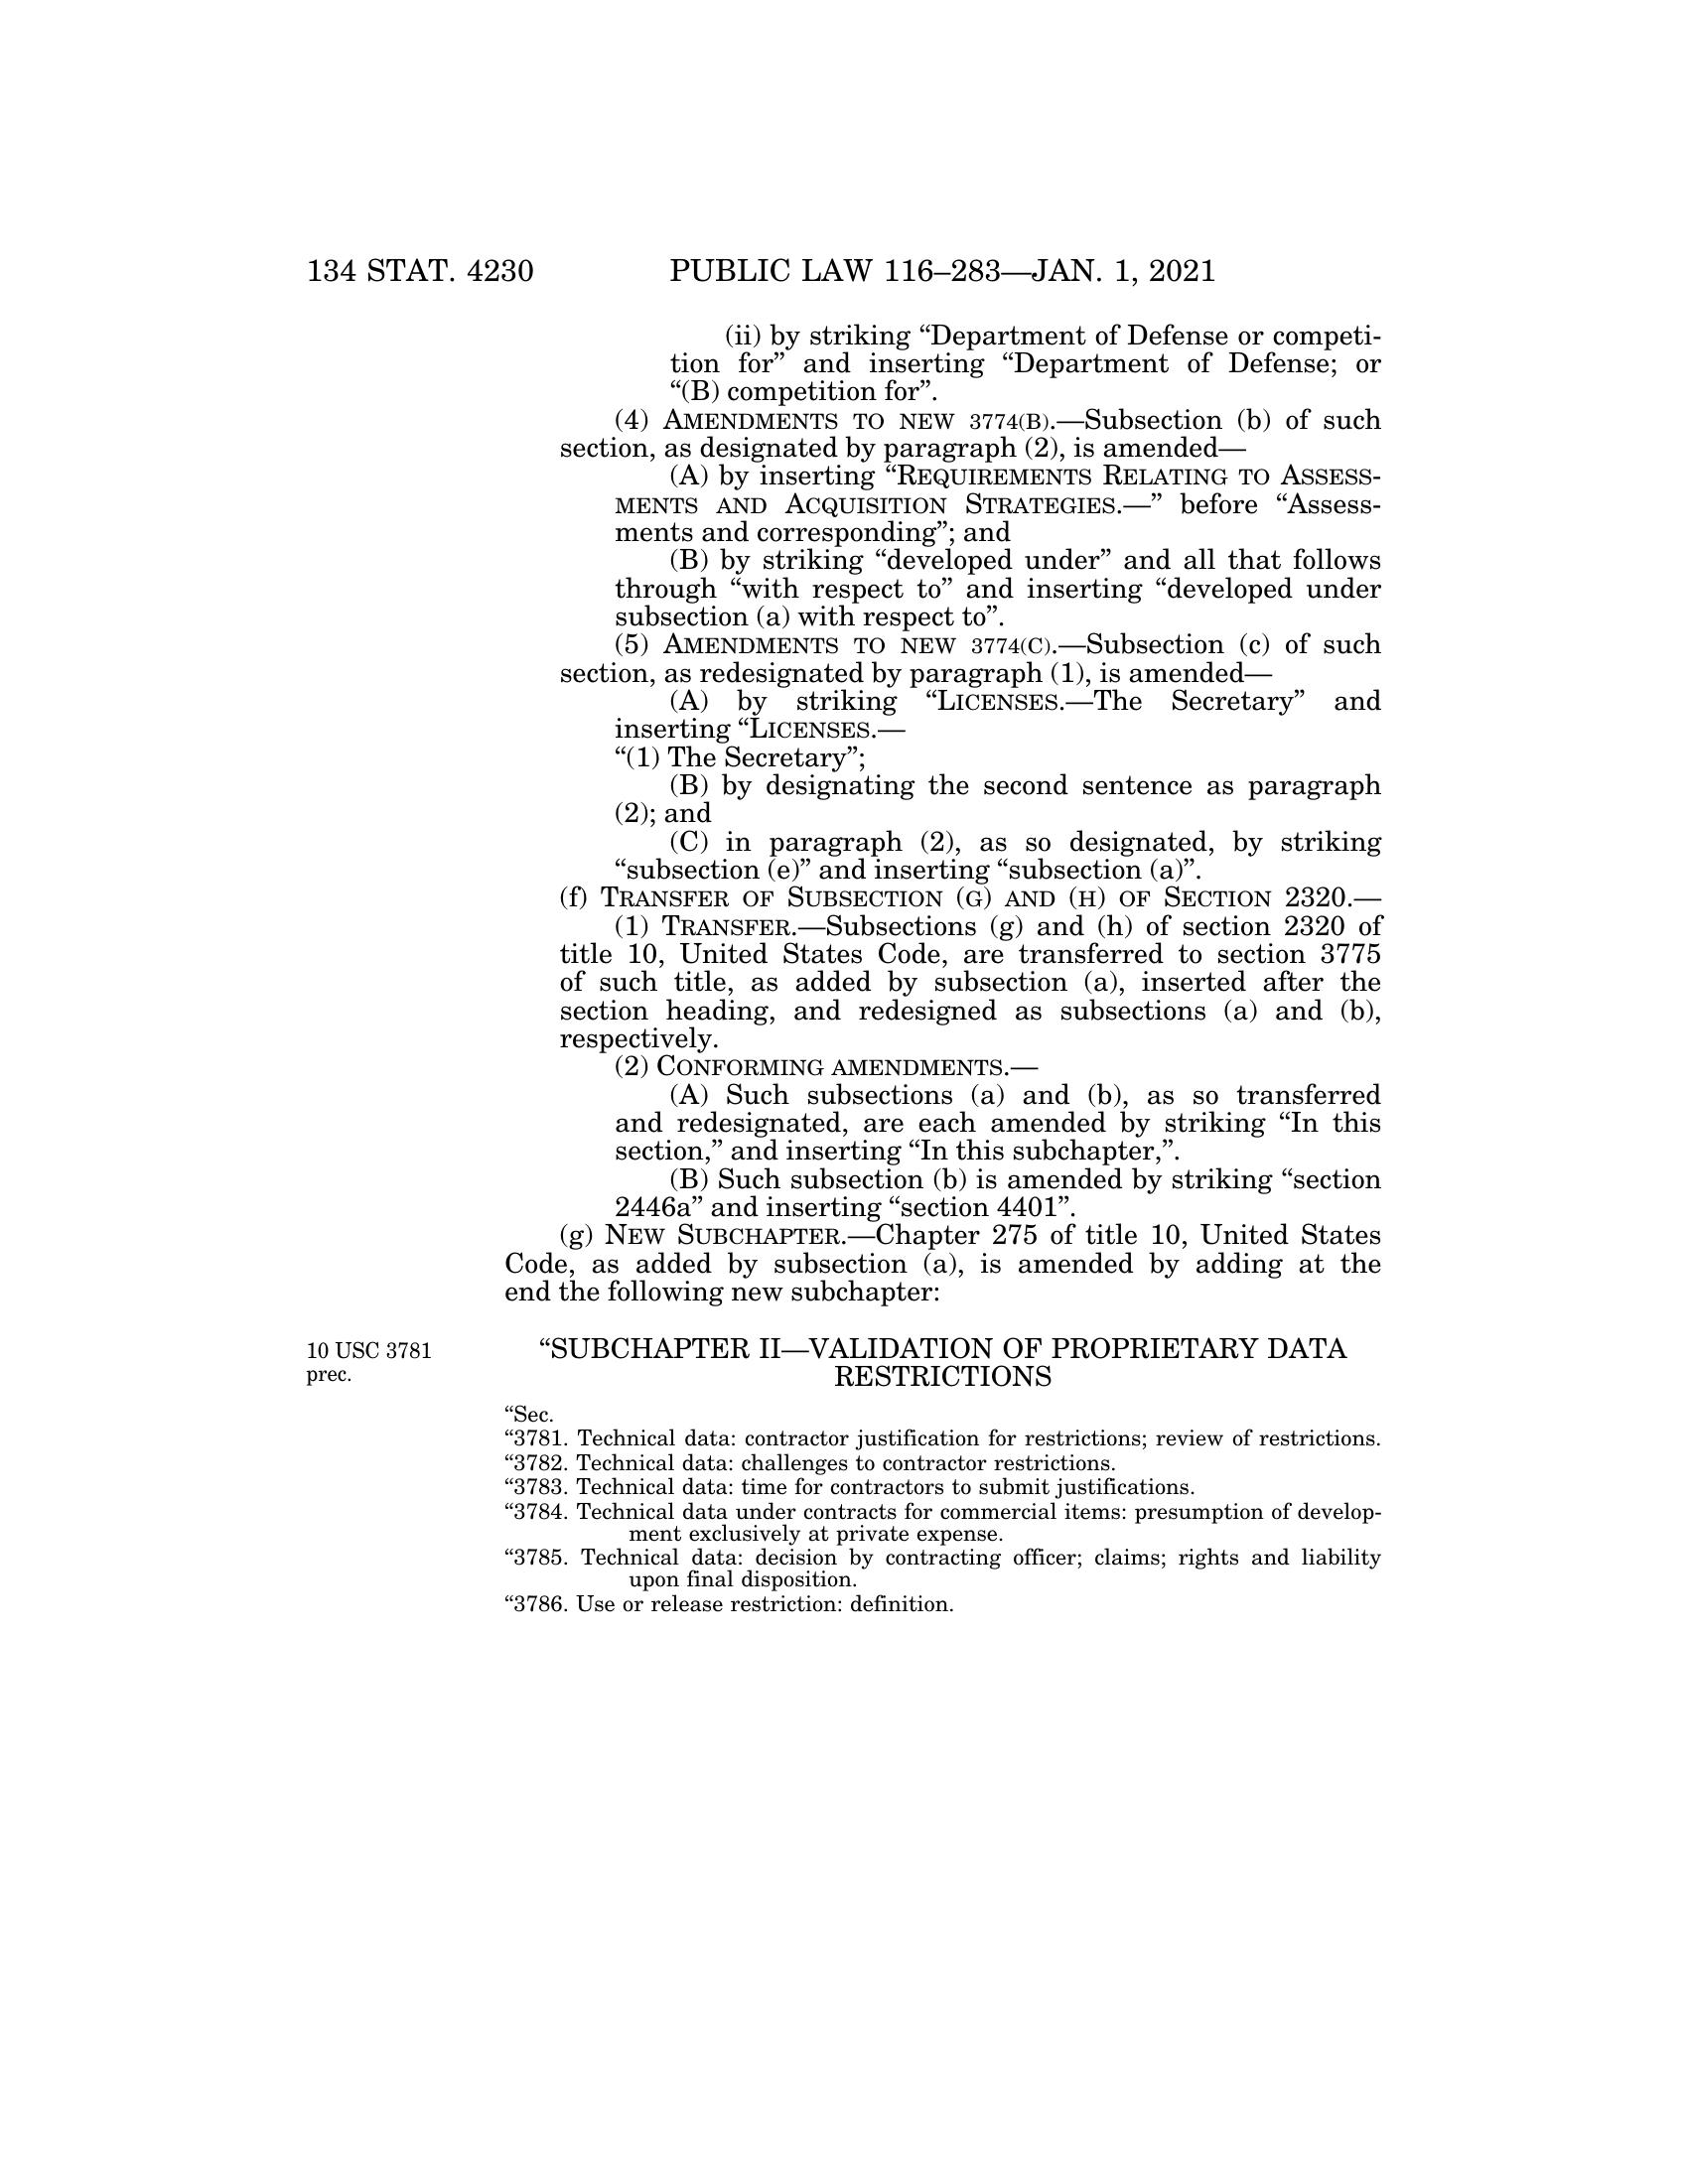 134 STAT. 4230 PUBLIC LAW 116–283—JAN. 1, 2021
(ii) by striking “Department of Defense or competi-
tion for” and inserting “Department of Defense; or
“(B) competition for”.
(4) AMENDMENTS TO NEW 3774(B).—Subsection (b) of such
section, as designated by paragraph (2), is amended—
(A) by inserting “REQUIREMENTS RELATING TO ASSESS-
MENTS AND ACQUISITION STRATEGIES.—” before “Assess-
ments and corresponding”; and
(B) by striking “developed under” and all that follows
through “with respect to” and inserting “developed under
subsection (a) with respect to”.
(5) AMENDMENTS TO NEW 3774(C).—Subsection (c) of such
section, as redesignated by paragraph (1), is amended—
(A) by striking “LICENSES.—The Secretary” and
inserting “LICENSES.—
“(1) The Secretary”;
(B) by designating the second sentence as paragraph
(2); and
(C) in paragraph (2), as so designated, by striking
“subsection (e)” and inserting “subsection (a)”.
(f) TRANSFER OF SUBSECTION (G) AND (H) OF SECTION 2320.—
(1) TRANSFER.—Subsections (g) and (h) of section 2320 of
title 10, United States Code, are transferred to section 3775
of such title, as added by subsection (a), inserted after the
section heading, and redesigned as subsections (a) and (b),
respectively.
(2) CONFORMING AMENDMENTS.—
(A) Such subsections (a) and (b), as so transferred
and redesignated, are each amended by striking “In this
section,” and inserting “In this subchapter,”.
(B) Such subsection (b) is amended by striking “section
2446a” and inserting “section 4401”.
(g) NEW SUBCHAPTER.—Chapter 275 of title 10, United States
Code, as added by subsection (a), is amended by adding at the
end the following new subchapter:
10 USC 3781
prec.
“SUBCHAPTER II—VALIDATION OF PROPRIETARY DATA
RESTRICTIONS
“Sec.
“3781. Technical data: contractor justification for restrictions; review of restrictions.
“3782. Technical data: challenges to contractor restrictions.
“3783. Technical data: time for contractors to submit justifications.
“3784. Technical data under contracts for commercial items: presumption of develop-
ment exclusively at private expense.
“3785. Technical data: decision by contracting officer; claims; rights and liability
upon final disposition.
“3786. Use or release restriction: definition.